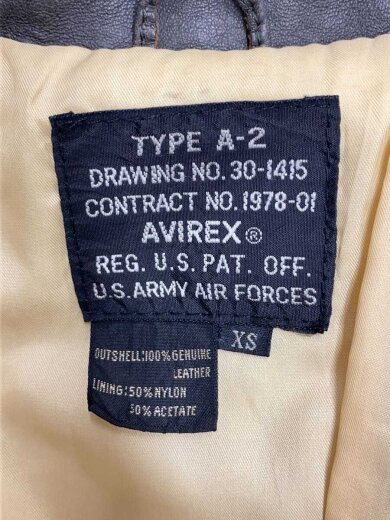 TYPE A-2
DRAWING NO. 30-1415
CONTRACT NO. 1978-01
AVIREX®
REG. U.S. PAT. OFF.
U.S. ARMY AIR FORCES
XS
OUTSHELL:100% GENUINE
LEATHER
LINING:50% NYLON
50% ACETATE